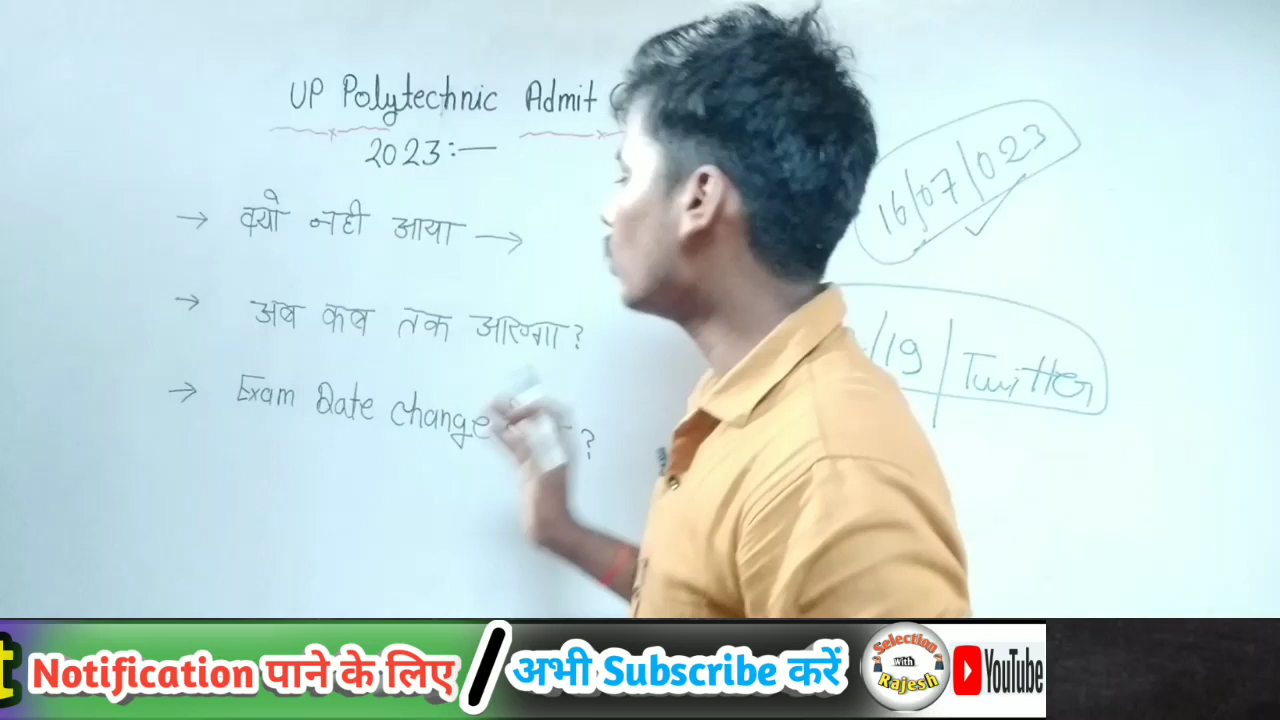 UP Polytechnic Admit
2023:—
→ क्यों नही आया →
→ अब कब तक आएगा?
→ Exam Date change ?
16/07/023
/19 | Twitter
t Notification पाने के लिए / अभी Subscribe करें
Selection
with
Rajesh
YouTube